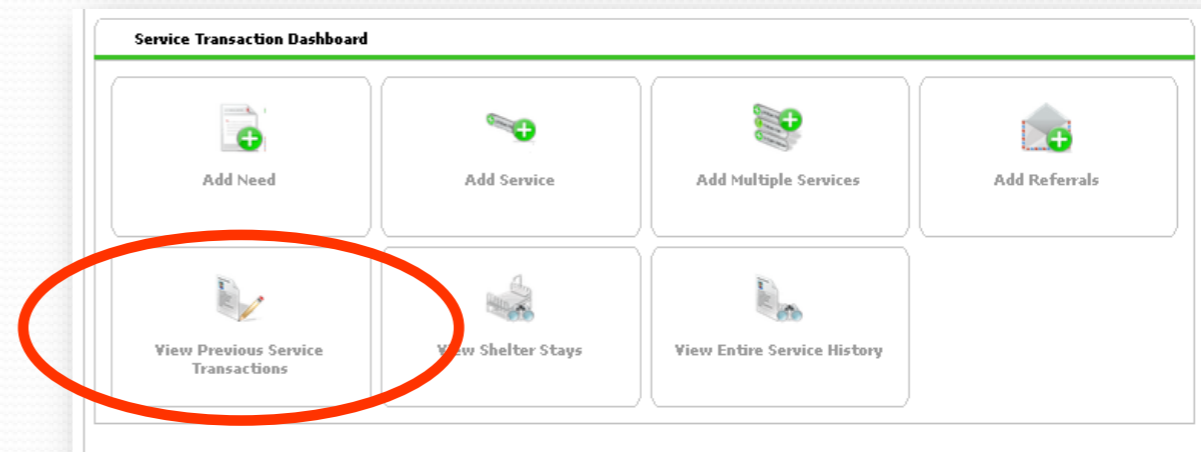 Service Transaction Dashboard
Add Need
Add Service
Add Multiple Services
Add Referrals
View Previous Service
Transactions
View Shelter Stays
View Entire Service History